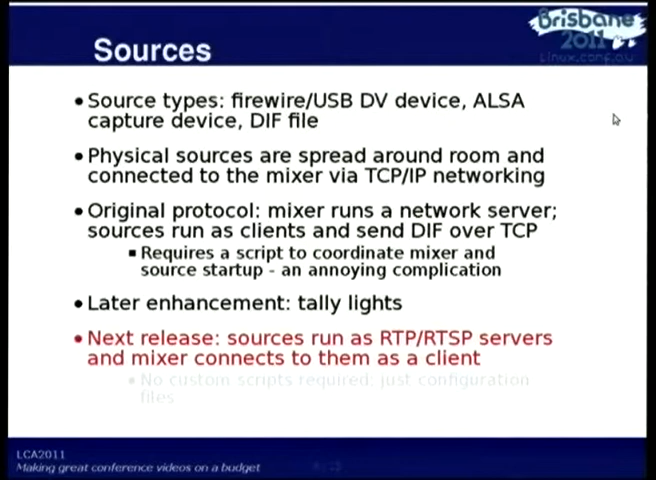 Brisbane
2011
Linux.conf.au
Sources
•Source types: firewire/USB DV device, ALSA
capture device, DIF file
•Physical sources are spread around room and
connected to the mixer via TCP/IP networking
•Original protocol: mixer runs a network server;
sources run as clients and send DIF over TCP
▪Requires a script to coordinate mixer and
source startup - an annoying complication
•Later enhancement: tally lights
•Next release: sources run as RTP/RTSP servers
and mixer connects to them as a client
▪No custom scripts required: just configuration
files
LCA2011
Making great conference videos on a budget